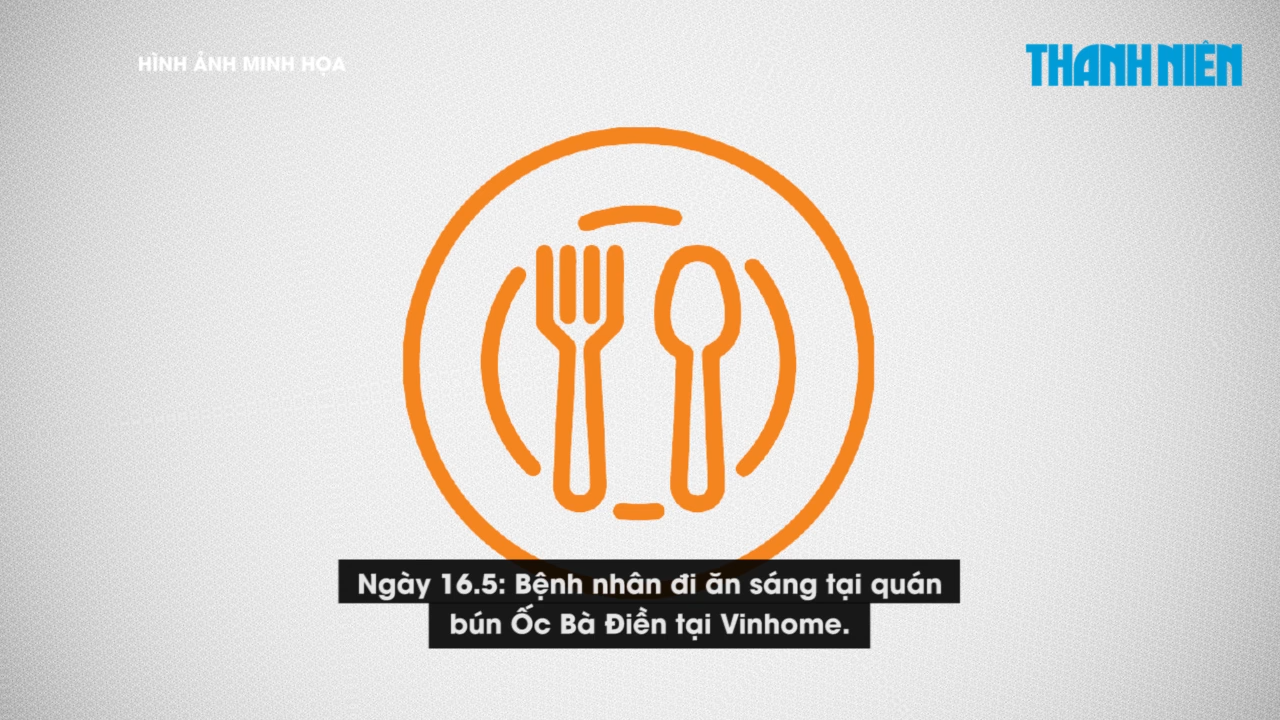 HÌNH ẢNH MINH HỌA
THANH NIÊN
Ngày 16.5: Bệnh nhân đi ăn sáng tại quán
bún Ốc Bà Điền tại Vinhome.